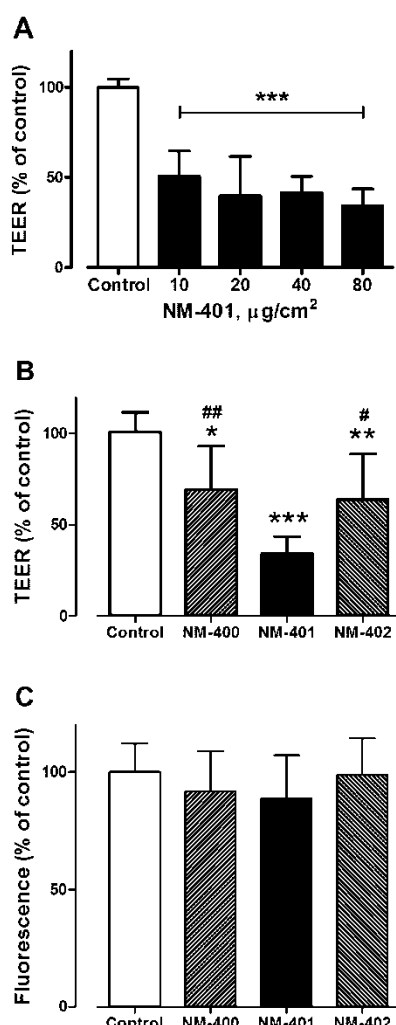 A
TEER (% of control)
100
50
0
***
Control 10 20 40 80
NM-401, µg/cm²
B
TEER (% of control)
100
50
0
## #
* *** **
Control NM-400 NM-401 NM-402
C
Fluorescence (% of control)
100
50
0
Control NM-400 NM-401 NM-402